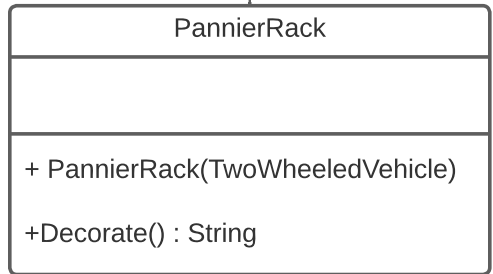 PannierRack
+ PannierRack(TwoWheeledVehicle)
+Decorate() : String